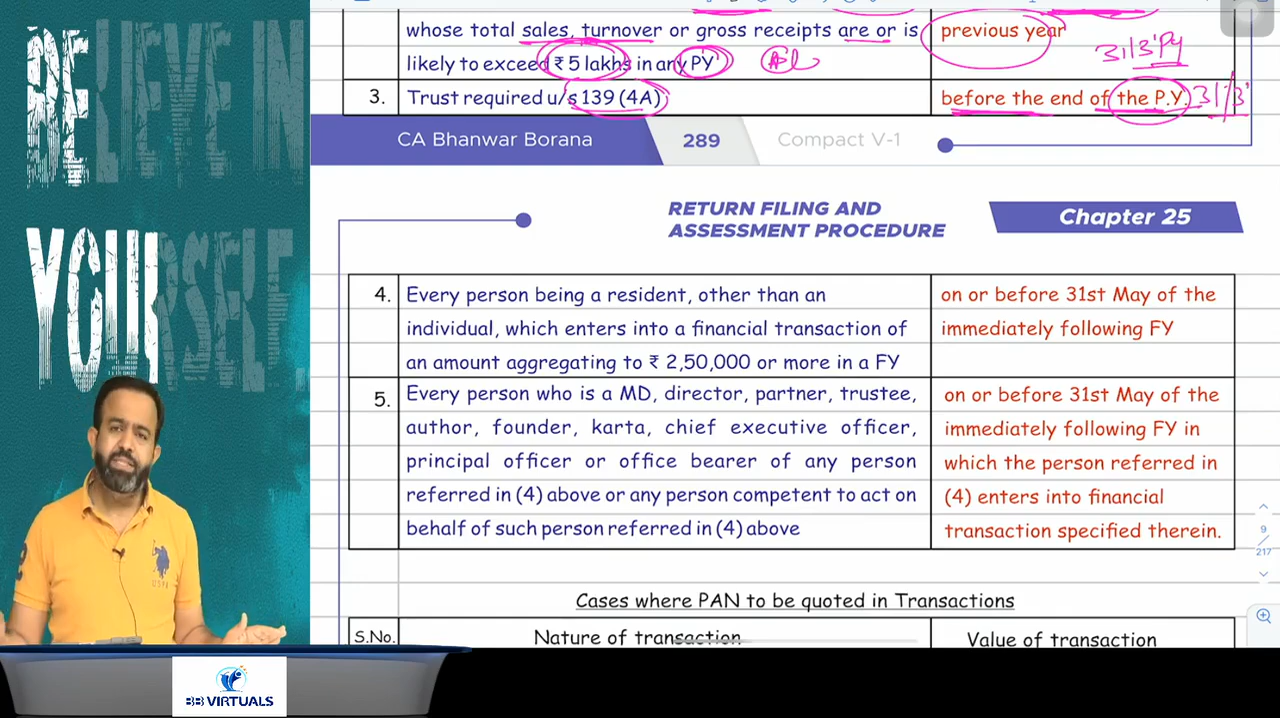 BELIEVE IN
YOURSELF.
whose total sales, turnover or gross receipts are or is
previous year
31/3' PY
likely to exceed ₹ 5 lakhs in any PY
3.
Trust required u/s 139 (4A)
before the end of the P.Y.
31/3'
CA Bhanwar Borana
289
Compact V-1
RETURN FILING AND
ASSESSMENT PROCEDURE
Chapter 25
4.
Every person being a resident, other than an
individual, which enters into a financial transaction of
an amount aggregating to ₹ 2,50,000 or more in a FY
on or before 31st May of the
immediately following FY
5.
Every person who is a MD, director, partner, trustee,
author, founder, karta, chief executive officer,
principal officer or office bearer of any person
referred in (4) above or any person competent to act on
behalf of such person referred in (4) above
on or before 31st May of the
immediately following FY in
which the person referred in
(4) enters into financial
transaction specified therein.
Cases where PAN to be quoted in Transactions
S.No.
Nature of transaction
Value of transaction
9
217
U.S. P.A
BB VIRTUALS